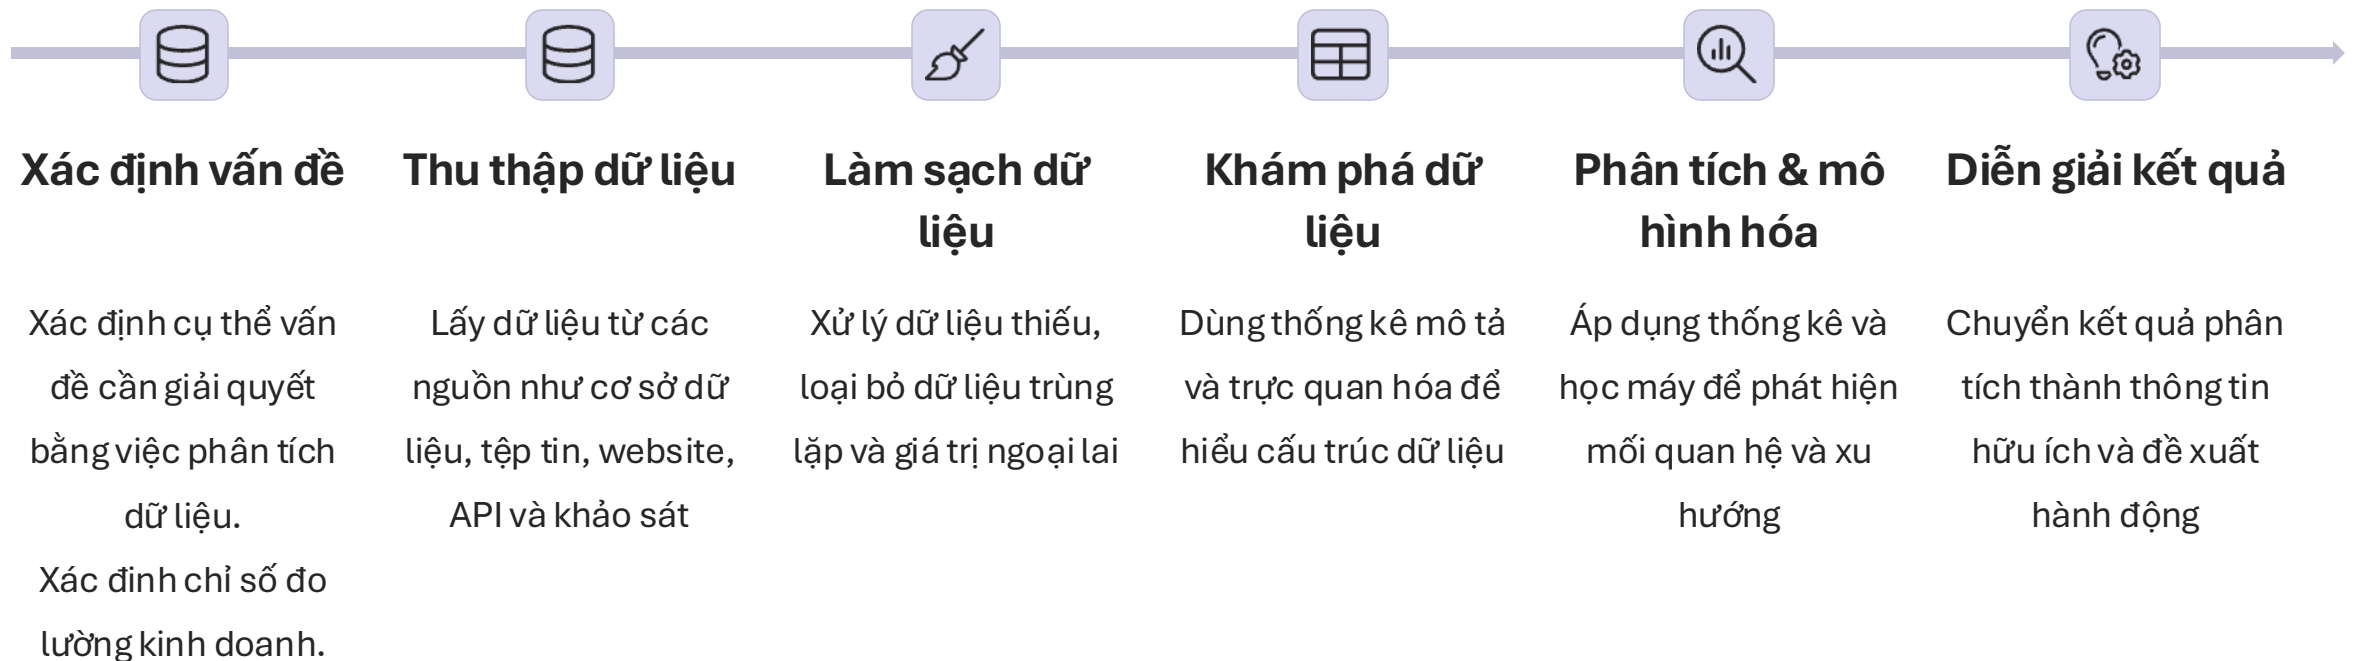 Xác định vấn đề
Xác định cụ thể vấn
đề cần giải quyết
bằng việc phân tích
dữ liệu.
Xác đinh chỉ số đo
lường kinh doanh.
Thu thập dữ liệu
Lấy dữ liệu từ các
nguồn như cơ sở dữ
liệu, tệp tin, website,
API và khảo sát
Làm sạch dữ
liệu
Xử lý dữ liệu thiếu,
loại bỏ dữ liệu trùng
lặp và giá trị ngoại lai
Khám phá dữ
liệu
Dùng thống kê mô tả
và trực quan hóa để
hiểu cấu trúc dữ liệu
Phân tích & mô
hình hóa
Áp dụng thống kê và
học máy để phát hiện
mối quan hệ và xu
hướng
Diễn giải kết quả
Chuyển kết quả phân
tích thành thông tin
hữu ích và đề xuất
hành động